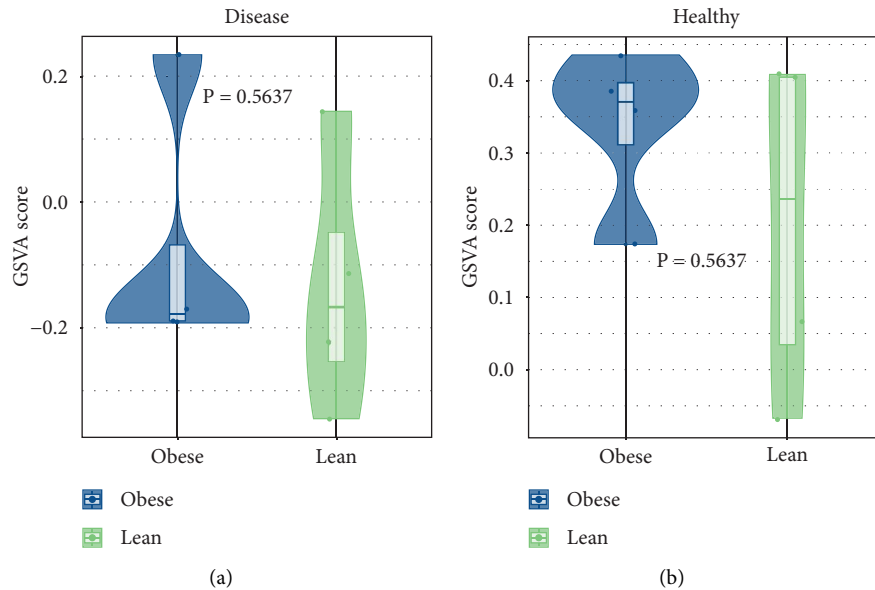 Disease
GSVA score
0.2
0.0
−0.2
P = 0.5637
Obese
Lean
Obese
Lean
(a)
Healthy
GSVA score
0.4
0.3
0.2
0.1
0.0
P = 0.5637
Obese
Lean
Obese
Lean
(b)